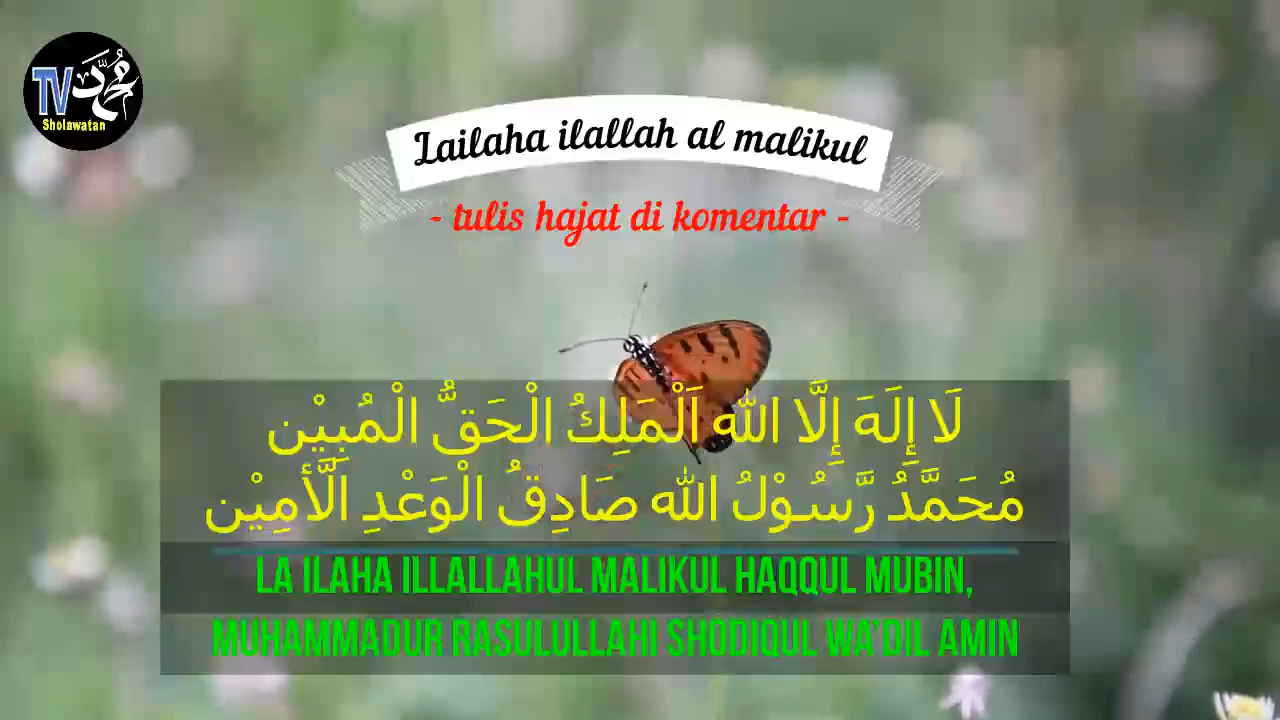 TV
محمد
Sholawatan
Lailaha ilallah al malikul
- tulis hajat di komentar -
لَا إِلَهَ إِلَّا الله اَلْمَلِكُ الْحَقُّ الْمُبِيْن
مُحَمَّدُ رَّسُوْلُ الله صَادِقُ الْوَعْدِ الَّأَمِيْن
LA ILAHA ILLALLAHUL MALIKUL HAQQUL MUBIN,
MUHAMMADUR RASULULLAHI SHODIQUL WA'DIL AMIN